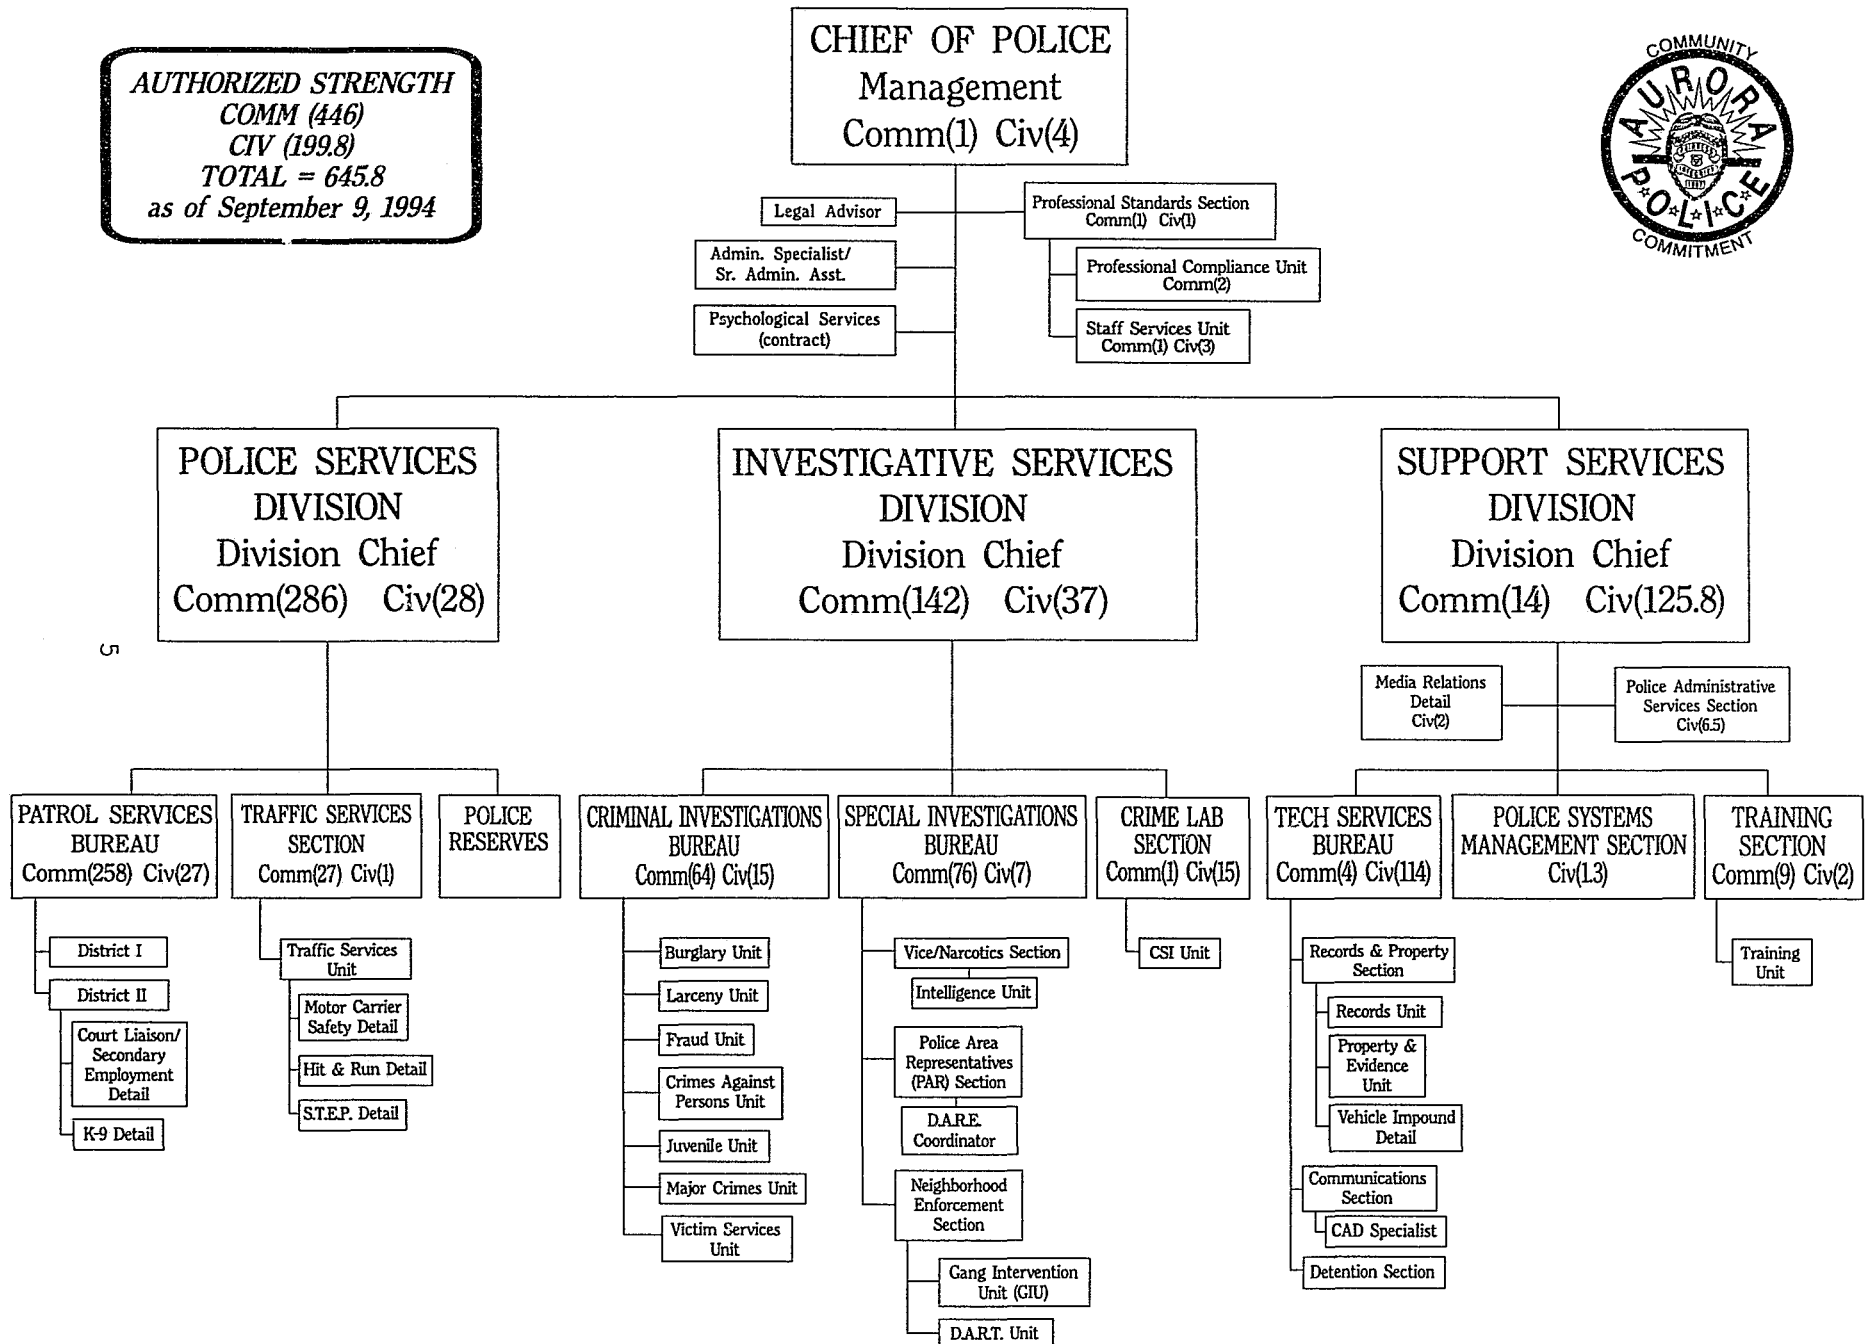 AUTHORIZED STRENGTH
COMM (446)
CIV (199.8)
TOTAL = 645.8
as of September 9, 1994
CHIEF OF POLICE
Management
Comm(1) Civ(4)
COMMUNITY
AURORA
POLICE
COMMITMENT
Legal Advisor
Admin. Specialist/
Sr. Admin. Asst.
Psychological Services
(contract)
Professional Standards Section
Comm(1) Civ(1)
Professional Compliance Unit
Comm(2)
Staff Services Unit
Comm(1) Civ(3)
POLICE SERVICES
DIVISION
Division Chief
Comm(286) Civ(28)
INVESTIGATIVE SERVICES
DIVISION
Division Chief
Comm(142) Civ(37)
SUPPORT SERVICES
DIVISION
Division Chief
Comm(14) Civ(125.8)
5
Media Relations
Detail
Civ(2)
Police Administrative
Services Section
Civ(6.5)
PATROL SERVICES
BUREAU
Comm(258) Civ(27)
District I
District II
Court Liaison/
Secondary
Employment
Detail
K-9 Detail
TRAFFIC SERVICES
SECTION
Comm(27) Civ(1)
Traffic Services
Unit
Motor Carrier
Safety Detail
Hit & Run Detail
S.T.E.P. Detail
POLICE
RESERVES
CRIMINAL INVESTIGATIONS
BUREAU
Comm(64) Civ(15)
Burglary Unit
Larceny Unit
Fraud Unit
Crimes Against
Persons Unit
Juvenile Unit
Major Crimes Unit
Victim Services
Unit
SPECIAL INVESTIGATIONS
BUREAU
Comm(76) Civ(7)
Vice/Narcotics Section
Intelligence Unit
Police Area
Representatives
(PAR) Section
D.A.R.E.
Coordinator
Neighborhood
Enforcement
Section
Gang Intervention
Unit (GIU)
D.A.R.T. Unit
CRIME LAB
SECTION
Comm(1) Civ(15)
CSI Unit
TECH SERVICES
BUREAU
Comm(4) Civ(114)
Records & Property
Section
Records Unit
Property &
Evidence
Unit
Vehicle Impound
Detail
Communications
Section
CAD Specialist
Detention Section
POLICE SYSTEMS
MANAGEMENT SECTION
Civ(1.3)
TRAINING
SECTION
Comm(9) Civ(2)
Training
Unit